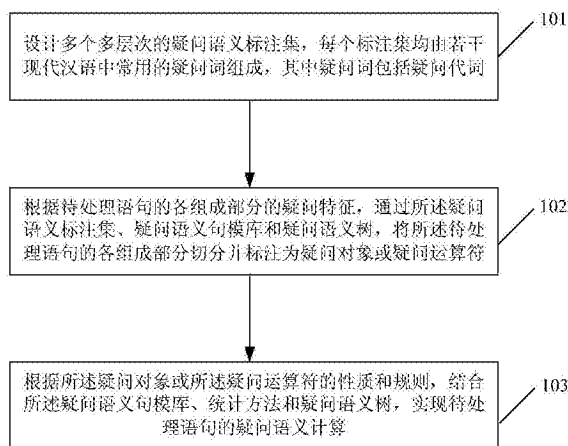 设计多个多层次的疑问语义标注集，每个标注集均由若干
现代汉语中常用的疑问词组成，其中疑问词包括疑问代词
101
根据待处理语句的各组成部分的疑问特征，通过所述疑问
语义标注集、疑问语义句模库和疑问语义树，将所述待处
理语句的各组成部分切分并标注为疑问对象或疑问运算符
102
根据所述疑问对象或所述疑问运算符的性质和规则，结合
所述疑问语义句模库、统计方法和疑问语义树，实现待处
理语句的疑问语义计算
103